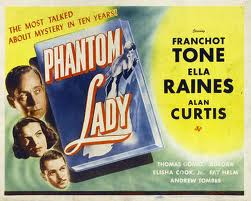 THE MOST TALKED
ABOUT MYSTERY IN TEN YEARS!
PHANTOM
LADY
FRANCHOT
TONE
ELLA
RAINES
ALAN
CURTIS
THOMAS GOMEZ AURORA
ELISHA COOK, Jr. FAY HELM
ANDREW TOMBES